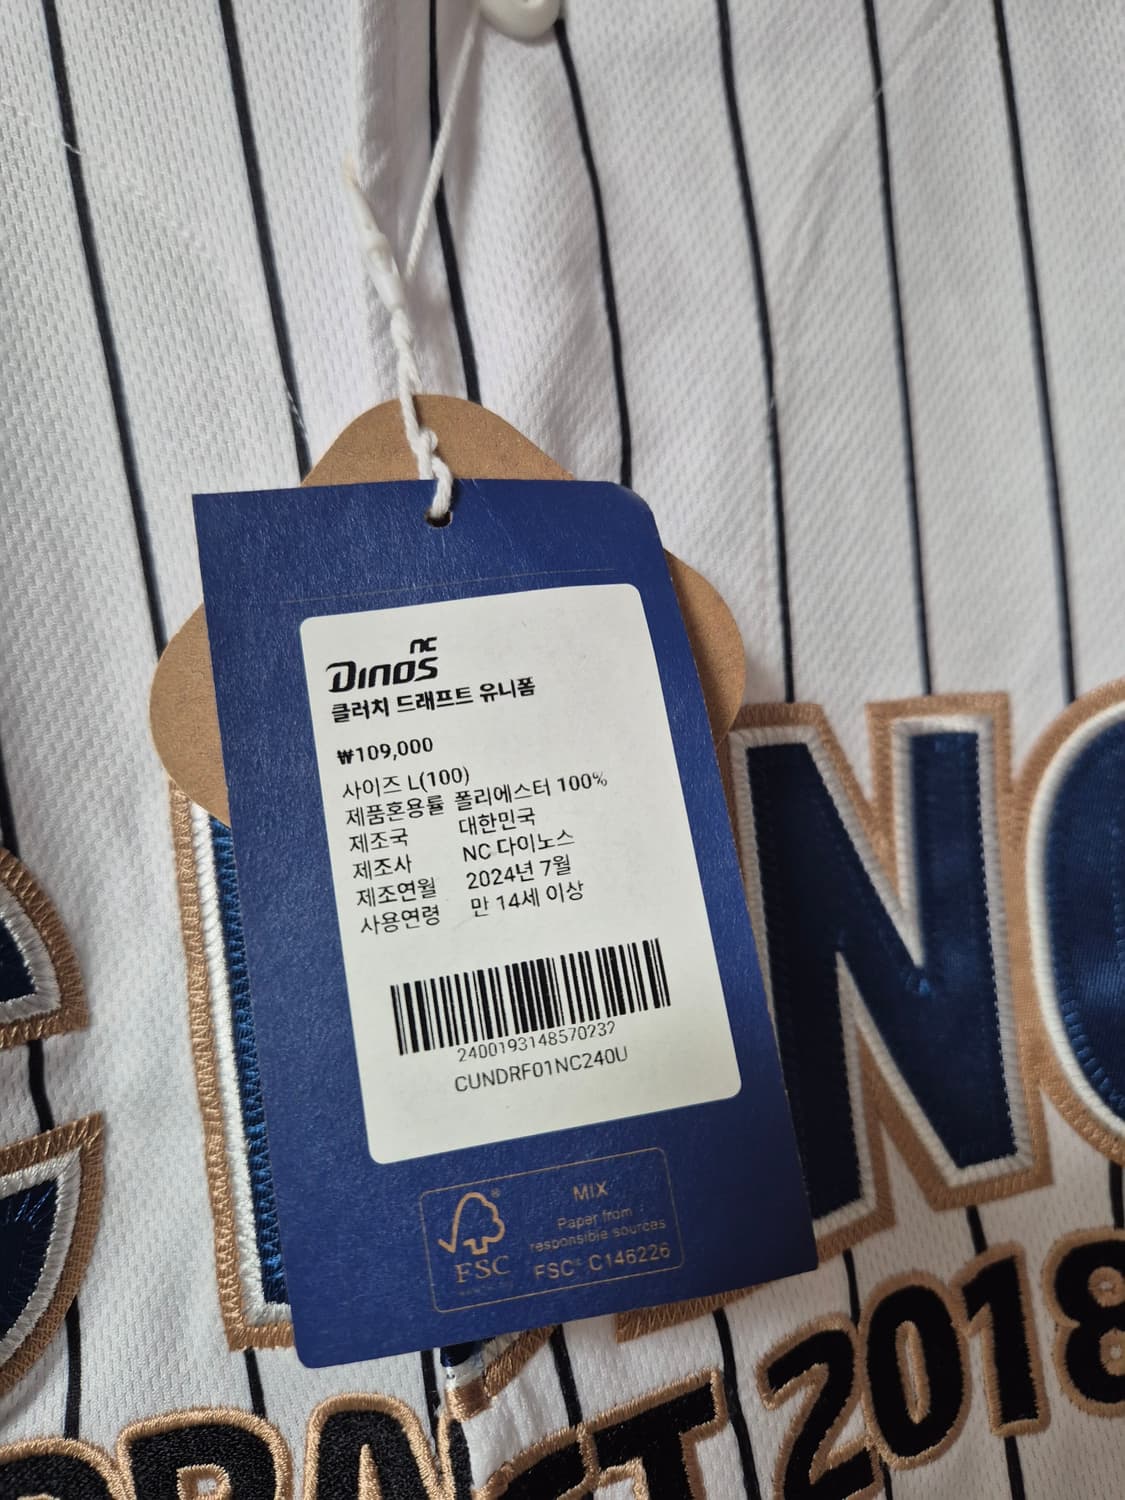 NC
Dinos
클러치 드래프트 유니폼
₩109,000
사이즈 L(100)
제품혼용률 폴리에스터 100%
제조국 대한민국
제조사 NC 다이노스
제조연월 2024년 7월
사용연령 만 14세 이상
2400193148570232
CUNDRF01NC240U
MIX
Paper from
responsible sources
FSC® C146226
®
FSC
DRAFT 2018